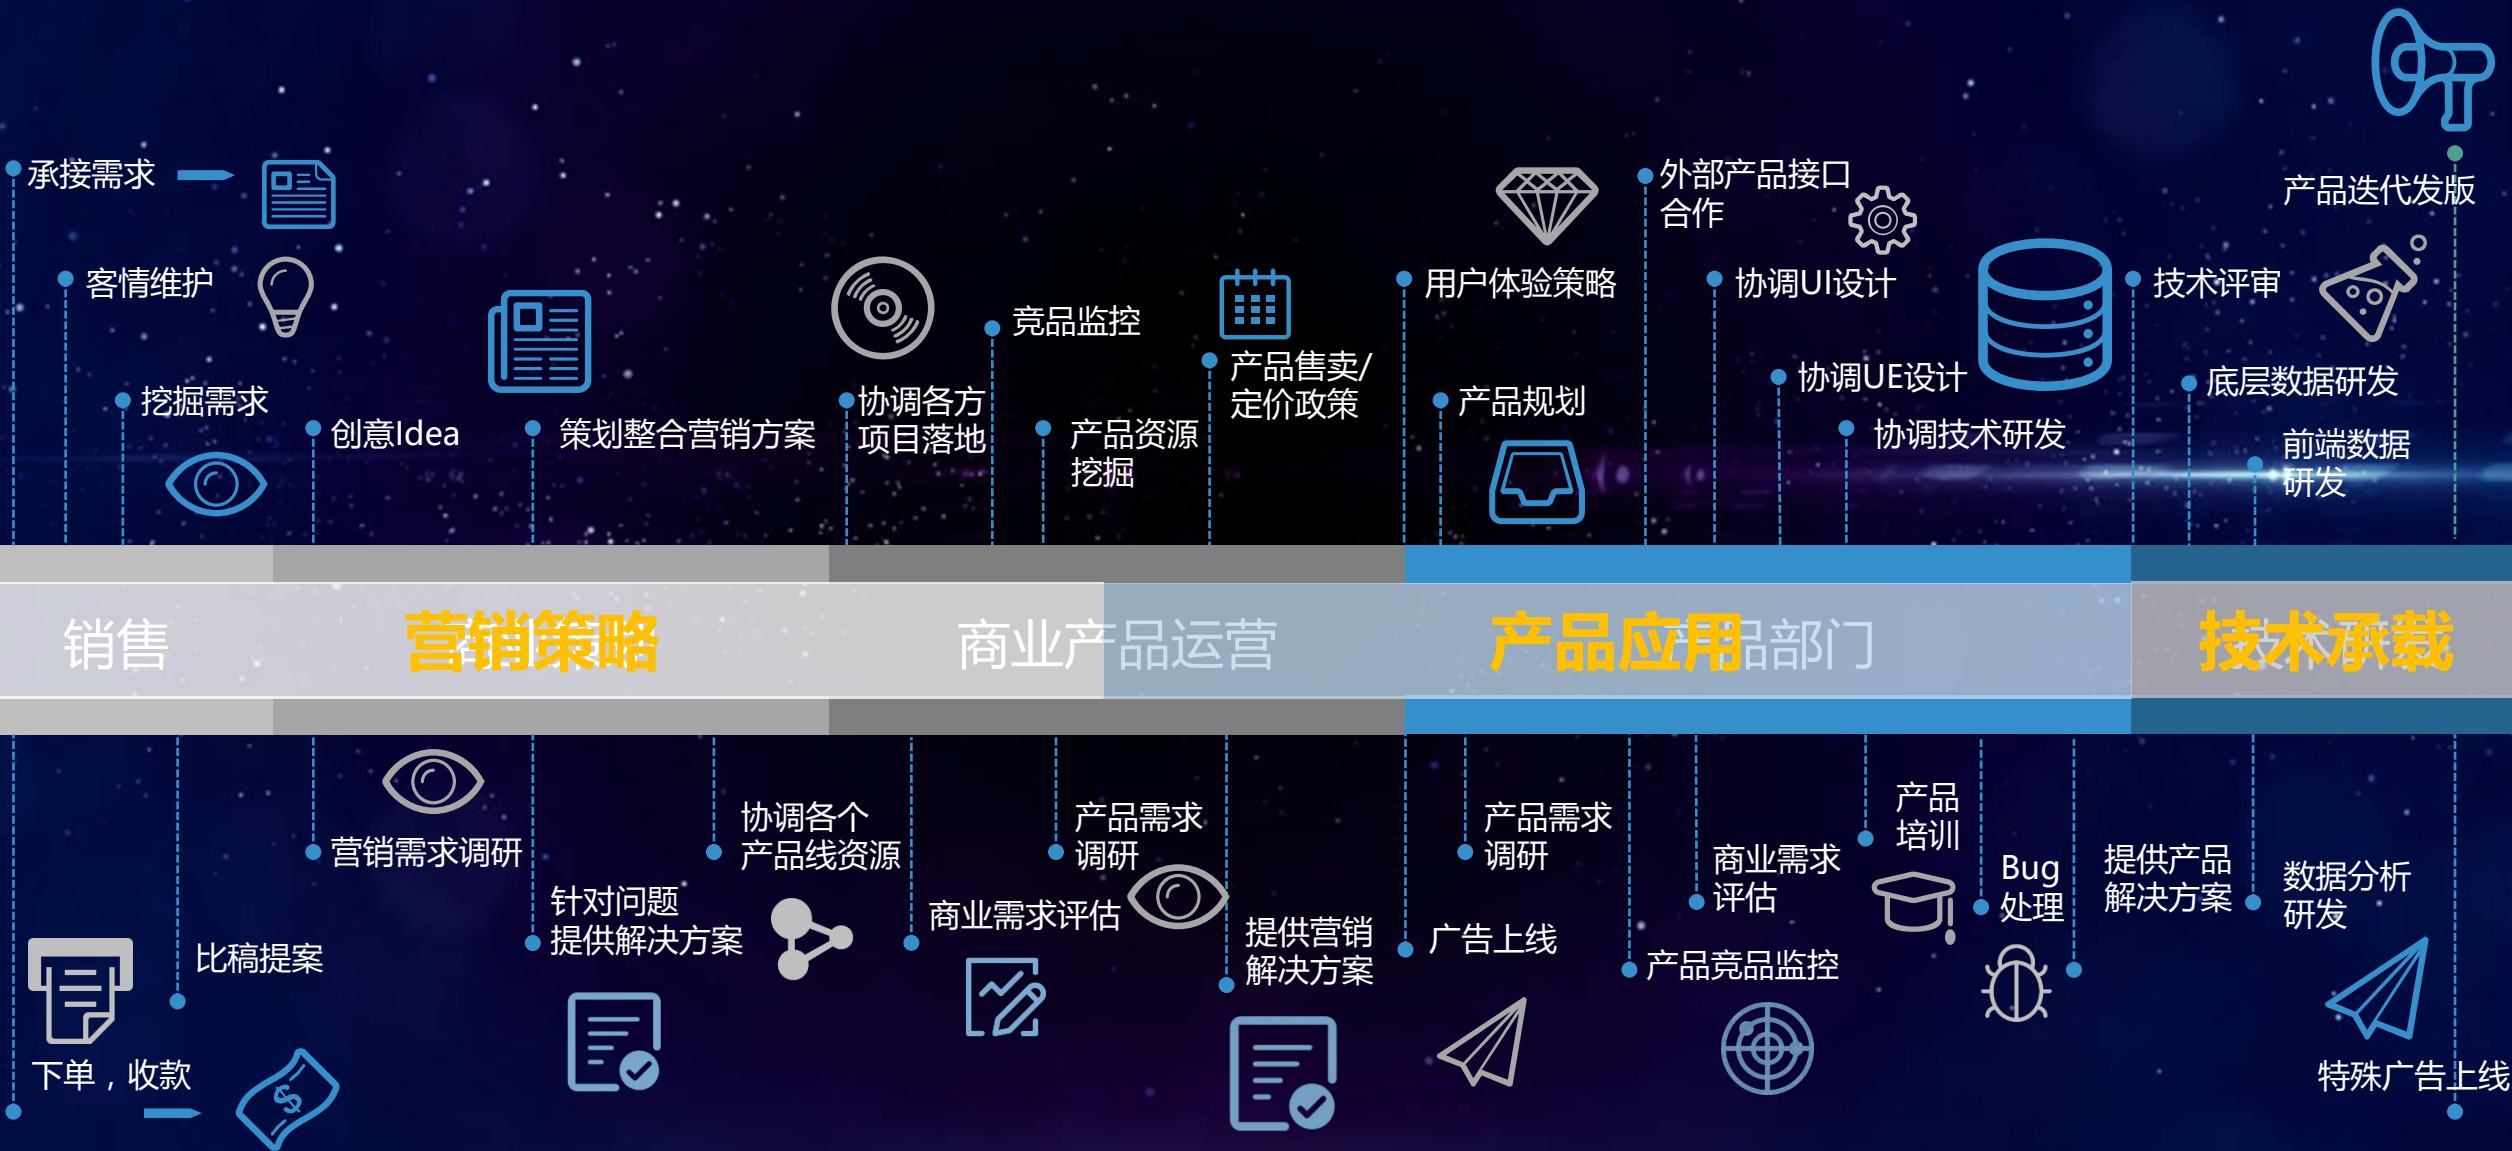 承接需求
客情维护
挖掘需求
创意Idea
策划整合营销方案
协调各方
项目落地
竞品监控
产品资源
挖掘
产品售卖/
定价政策
用户体验策略
产品规划
外部产品接口
合作
协调UI设计
协调UE设计
协调技术研发
技术评审
底层数据研发
前端数据
研发
产品迭代发版
销售
营销策略
商业产品运营
产品应用
产品部门
技术承载
下单，收款
比稿提案
营销需求调研
针对问题
提供解决方案
协调各个
产品线资源
商业需求评估
产品需求
调研
提供营销
解决方案
广告上线
产品需求
调研
产品竞品监控
商业需求
评估
产品
培训
Bug
处理
提供产品
解决方案
数据分析
研发
特殊广告上线